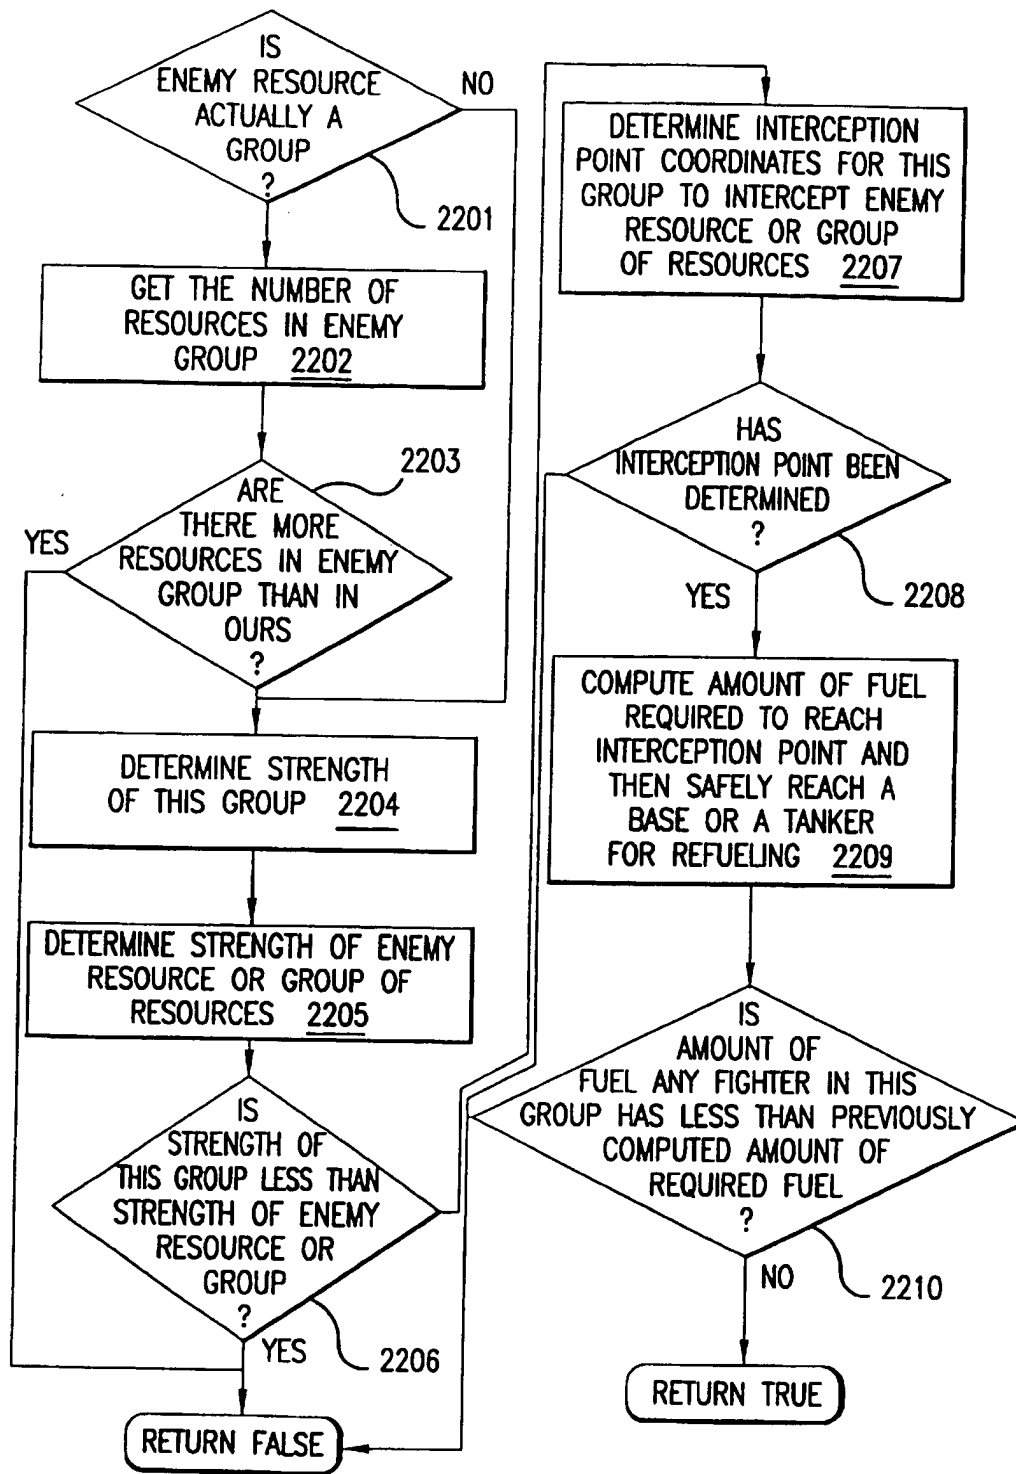 IS
ENEMY RESOURCE
ACTUALLY A
GROUP
?
NO
2201
GET THE NUMBER OF
RESOURCES IN ENEMY
GROUP 2202
2203
ARE
THERE MORE
RESOURCES IN ENEMY
GROUP THAN IN
OURS
?
YES
DETERMINE STRENGTH
OF THIS GROUP 2204
DETERMINE STRENGTH OF ENEMY
RESOURCE OR GROUP OF
RESOURCES 2205
IS
STRENGTH OF
THIS GROUP LESS THAN
STRENGTH OF ENEMY
RESOURCE OR
GROUP
?
YES
2206
RETURN FALSE
DETERMINE INTERCEPTION
POINT COORDINATES FOR THIS
GROUP TO INTERCEPT ENEMY
RESOURCE OR GROUP
OF RESOURCES 2207
HAS
INTERCEPTION POINT BEEN
DETERMINED
?
YES
2208
COMPUTE AMOUNT OF FUEL
REQUIRED TO REACH
INTERCEPTION POINT AND
THEN SAFELY REACH A
BASE OR A TANKER
FOR REFUELING 2209
IS
AMOUNT OF
FUEL ANY FIGHTER IN THIS
GROUP HAS LESS THAN PREVIOUSLY
COMPUTED AMOUNT OF
REQUIRED FUEL
?
NO
2210
RETURN TRUE